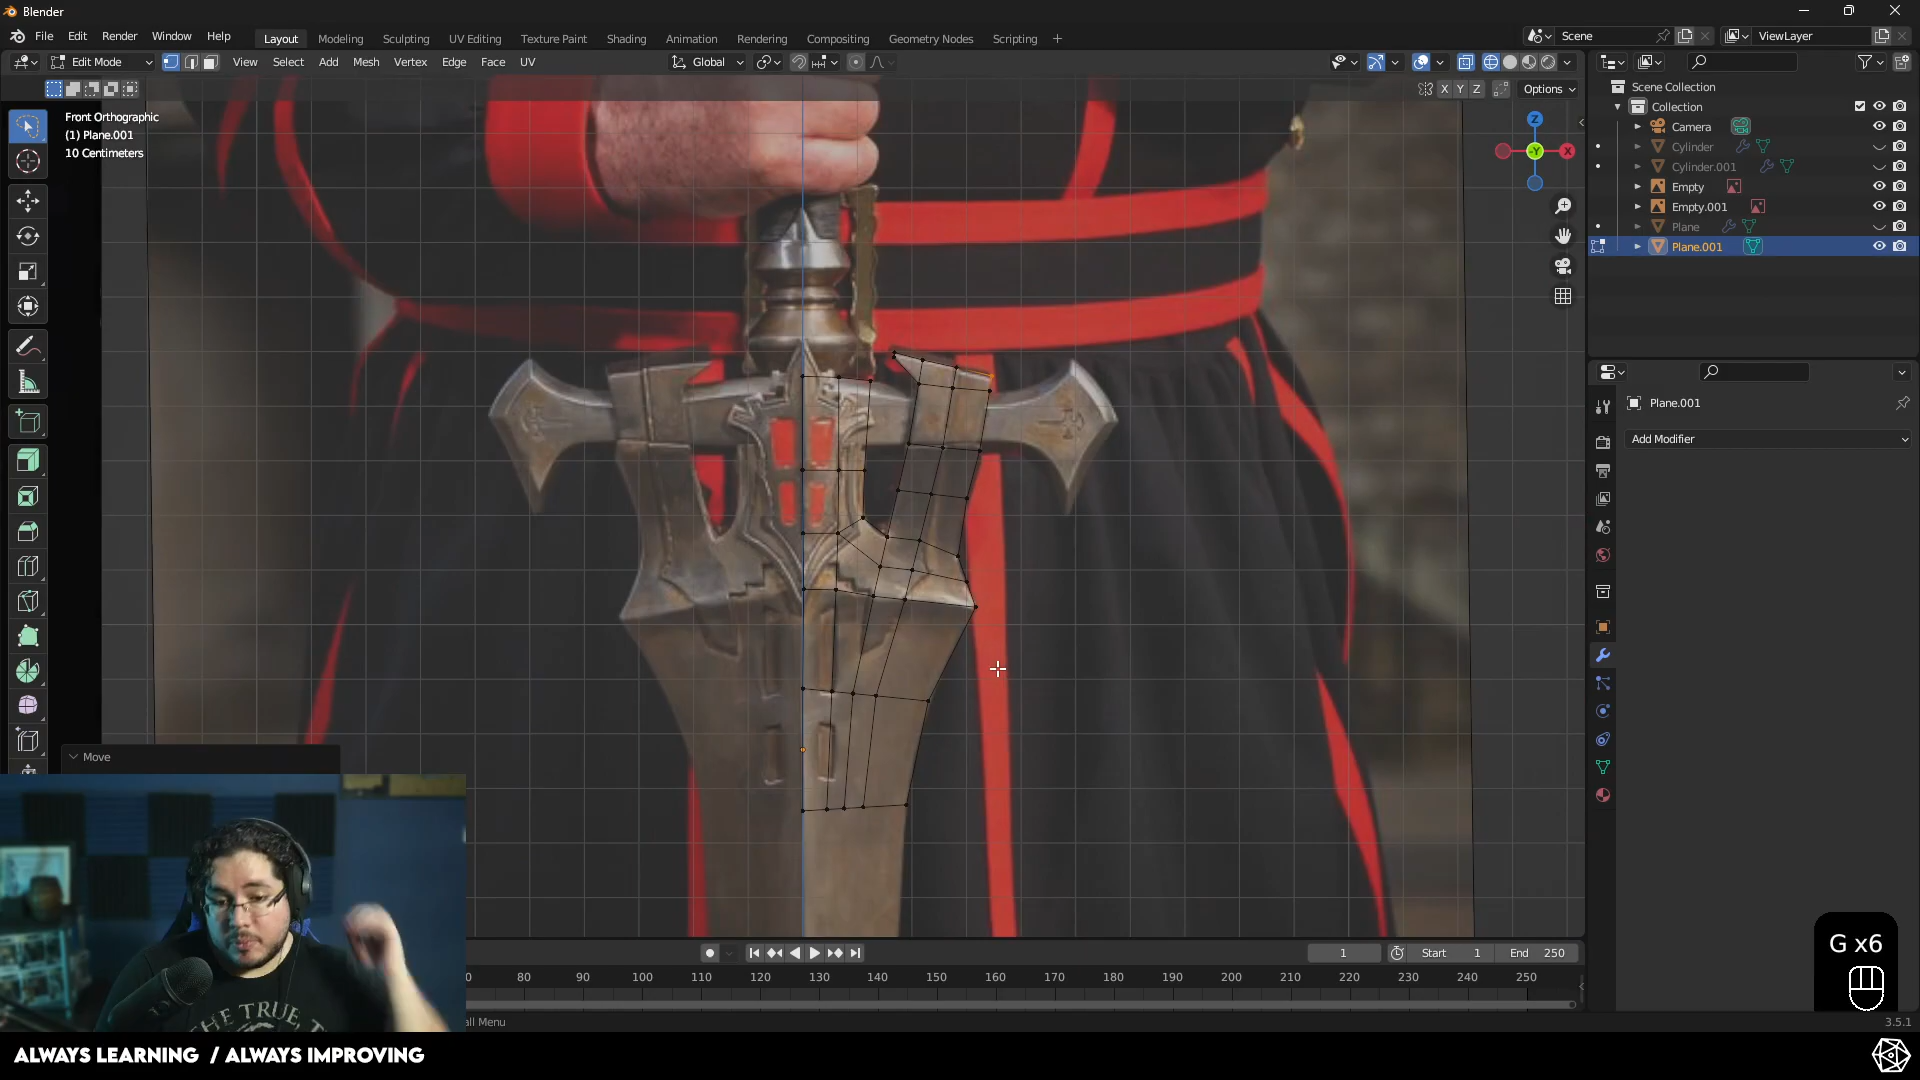 Blender
File Edit Render Window Help
Layout Modeling Sculpting UV Editing Texture Paint Shading Animation Rendering Compositing Geometry Nodes Scripting +
Scene
ViewLayer
Edit Mode
View Select Add Mesh Vertex Edge Face UV
Global
X Y Z
Options
Front Orthographic
(1) Plane.001
10 Centimeters
Z
-Y
X
Scene Collection
Collection
Camera
Cylinder
Cylinder.001
Empty
Empty.001
Plane
Plane.001
Plane.001
Add Modifier
Move
G x6
1
Start 1
End 250
80 90 100 110 120 130 140 150 160 170 180 190 200 210 220 230 240 250
all Menu
3.5.1
THE TRUE, T
ALWAYS LEARNING / ALWAYS IMPROVING